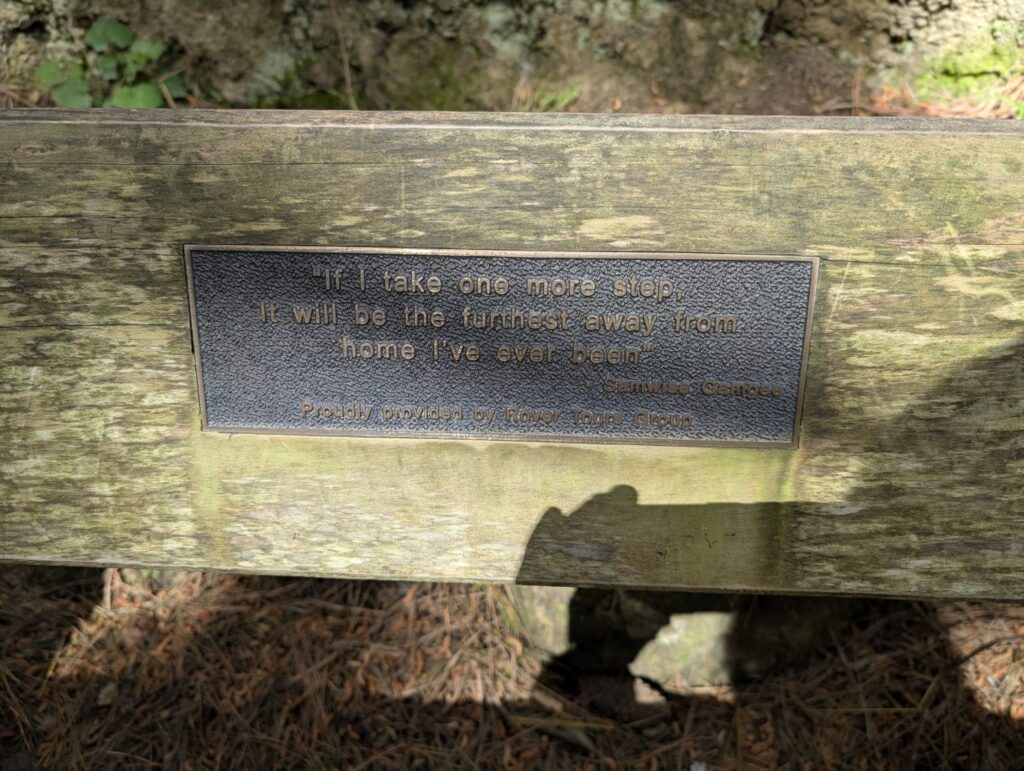 "If I take one more step,
It will be the furthest away from
home I've ever been"
- Samwise Gamgee
Proudly provided by Rover Tours Group